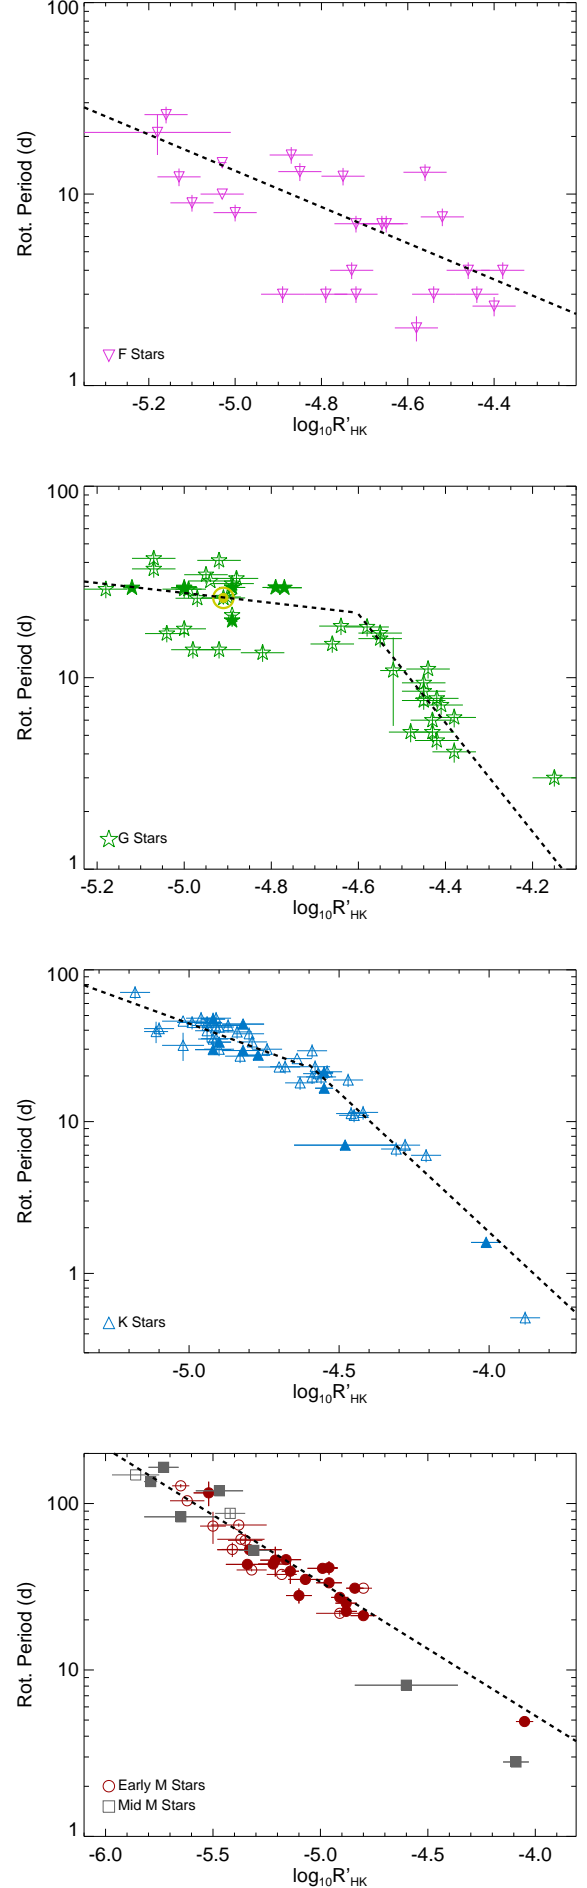 100
10
1
Rot. Period (d)
-5.2 -5.0 -4.8 -4.6 -4.4
log10R'HK
F Stars
100
10
1
Rot. Period (d)
-5.2 -5.0 -4.8 -4.6 -4.4 -4.2
log10R'HK
G Stars
100
10
1
Rot. Period (d)
-5.0 -4.5 -4.0
log10R'HK
K Stars
100
10
1
Rot. Period (d)
Early M Stars
Mid M Stars
-6.0 -5.5 -5.0 -4.5 -4.0
log10R'HK